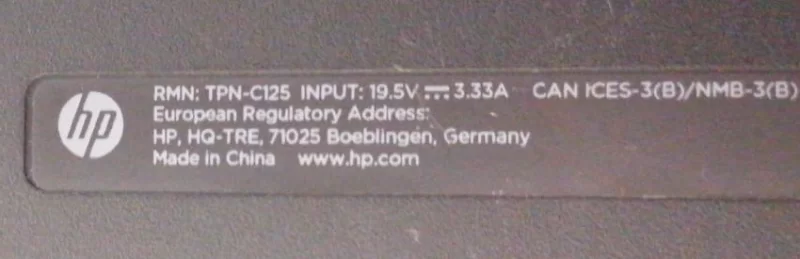 hp
RMN: TPN-C125 INPUT: 19.5V⎓3.33A CAN ICES-3(B)/NMB-3(B)
European Regulatory Address:
HP, HQ-TRE, 71025 Boeblingen, Germany
Made in China www.hp.com